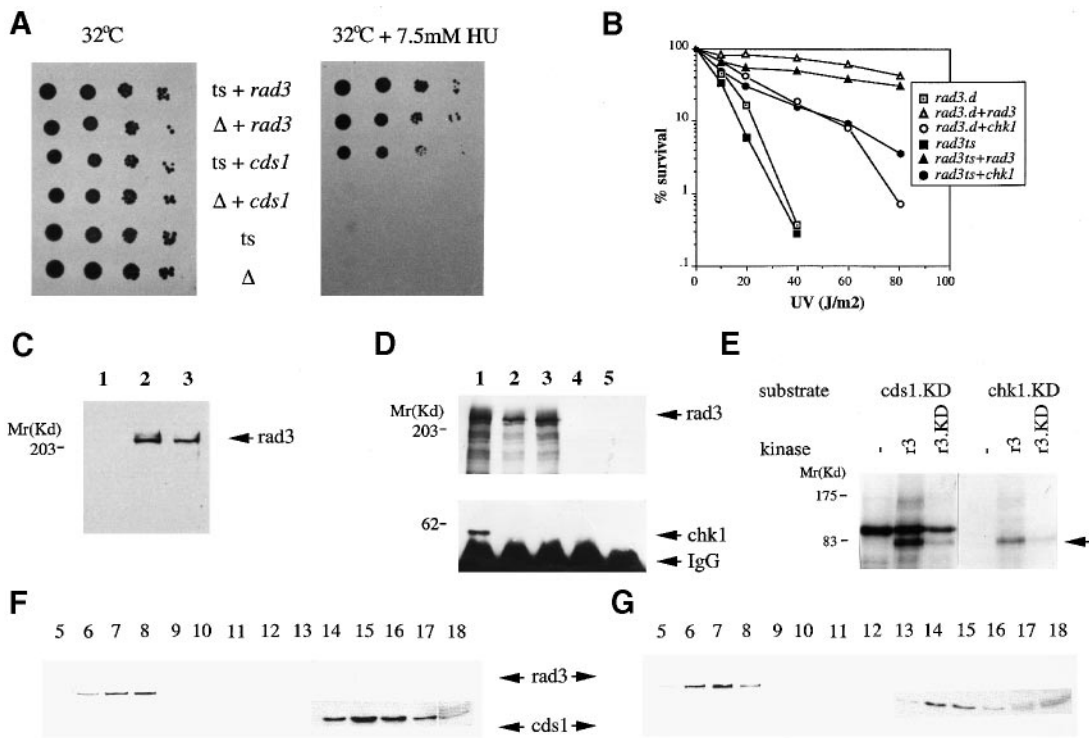 A
32°C
32°C + 7.5mM HU
ts + rad3
Δ + rad3
ts + cds1
Δ + cds1
ts
Δ
B
100
10
1
.1
% survival
0
20
40
60
80
100
UV (J/m2)
rad3.d
rad3.d+rad3
rad3.d+chk1
rad3ts
rad3ts+rad3
rad3ts+chk1
C
1 2 3
Mr(Kd)
203
rad3
D
1 2 3 4 5
Mr(Kd)
203
rad3
62
chk1
IgG
E
substrate cds1.KD chk1.KD
kinase - r3 r3.KD - r3 r3.KD
Mr(Kd)
175
83
F
5 6 7 8 9 10 11 12 13 14 15 16 17 18
rad3
cds1
G
5 6 7 8 9 10 11 12 13 14 15 16 17 18